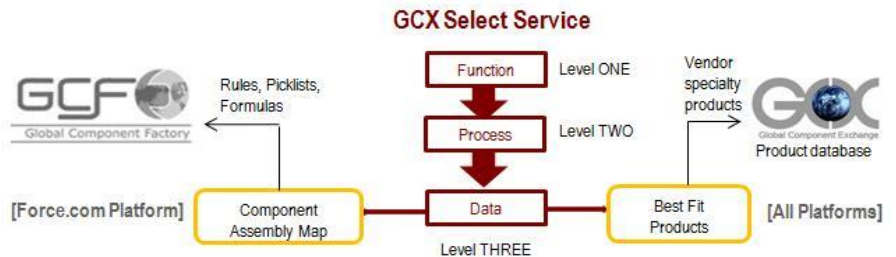 GCX Select Service
Function
Level ONE
Vendor
specialty
products
Rules, Picklists,
Formulas
GCF
Global Component Factory
GCX
Global Component Exchange
Product database
Process
Level TWO
[Force.com Platform]
Component
Assembly Map
Data
Best Fit
Products
[All Platforms]
Level THREE